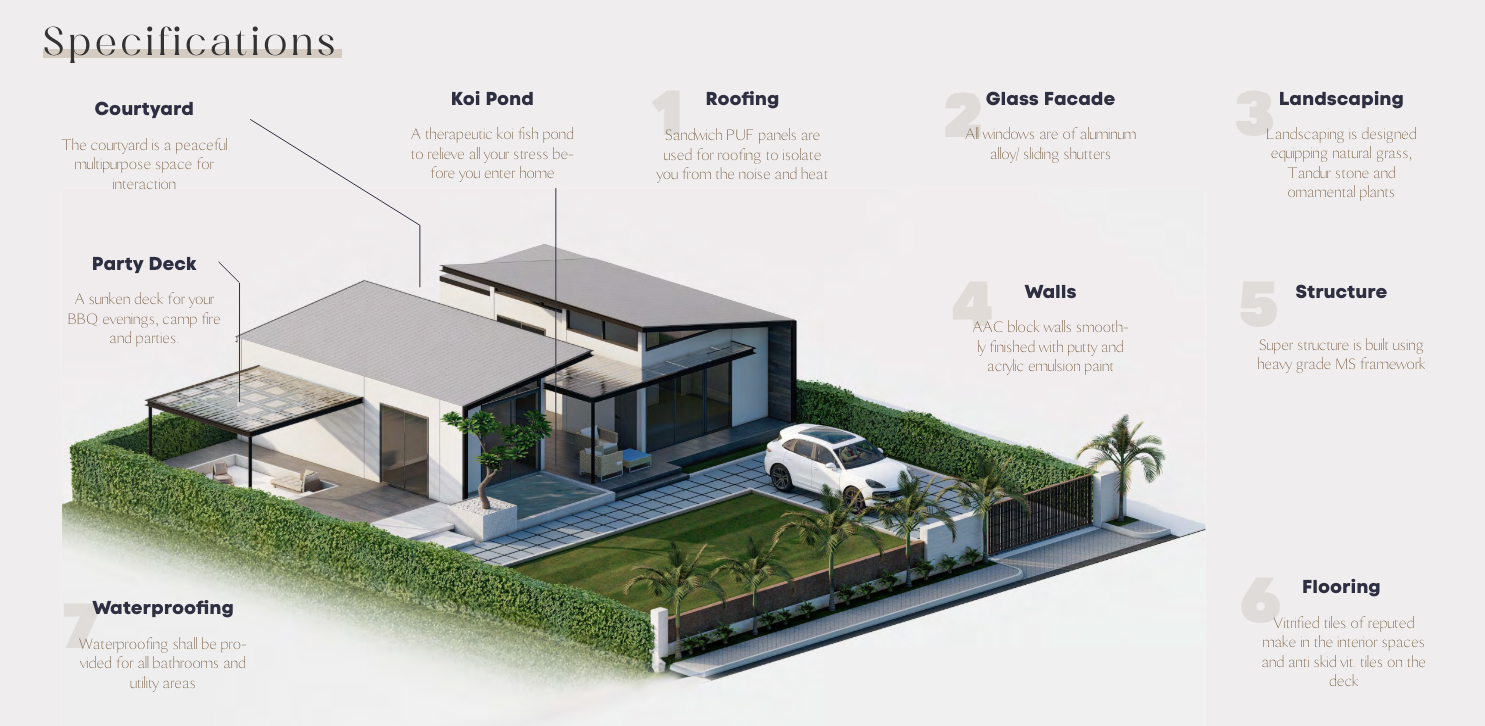 Specifications
Courtyard
The courtyard is a peaceful
multipurpose space for
interaction
Koi Pond
A therapeutic koi fish pond
to relieve all your stress be-
fore you enter home
1
Roofing
Sandwich PUF panels are
used for roofing to isolate
you from the noise and heat
2
Glass Facade
All windows are of aluminum
alloy/ sliding shutters
3
Landscaping
Landscaping is designed
equipping natural grass,
Tandur stone and
ornamental plants
Party Deck
A sunken deck for your
BBQ evenings, camp fire
and parties.
4
Walls
AAC block walls smooth-
ly finished with putty and
acrylic emulsion paint
5
Structure
Super structure is built using
heavy grade MS framework
7
Waterproofing
Waterproofing shall be pro-
vided for all bathrooms and
utility areas
6
Flooring
Vitrified tiles of reputed
make in the interior spaces
and anti skid vit. tiles on the
deck